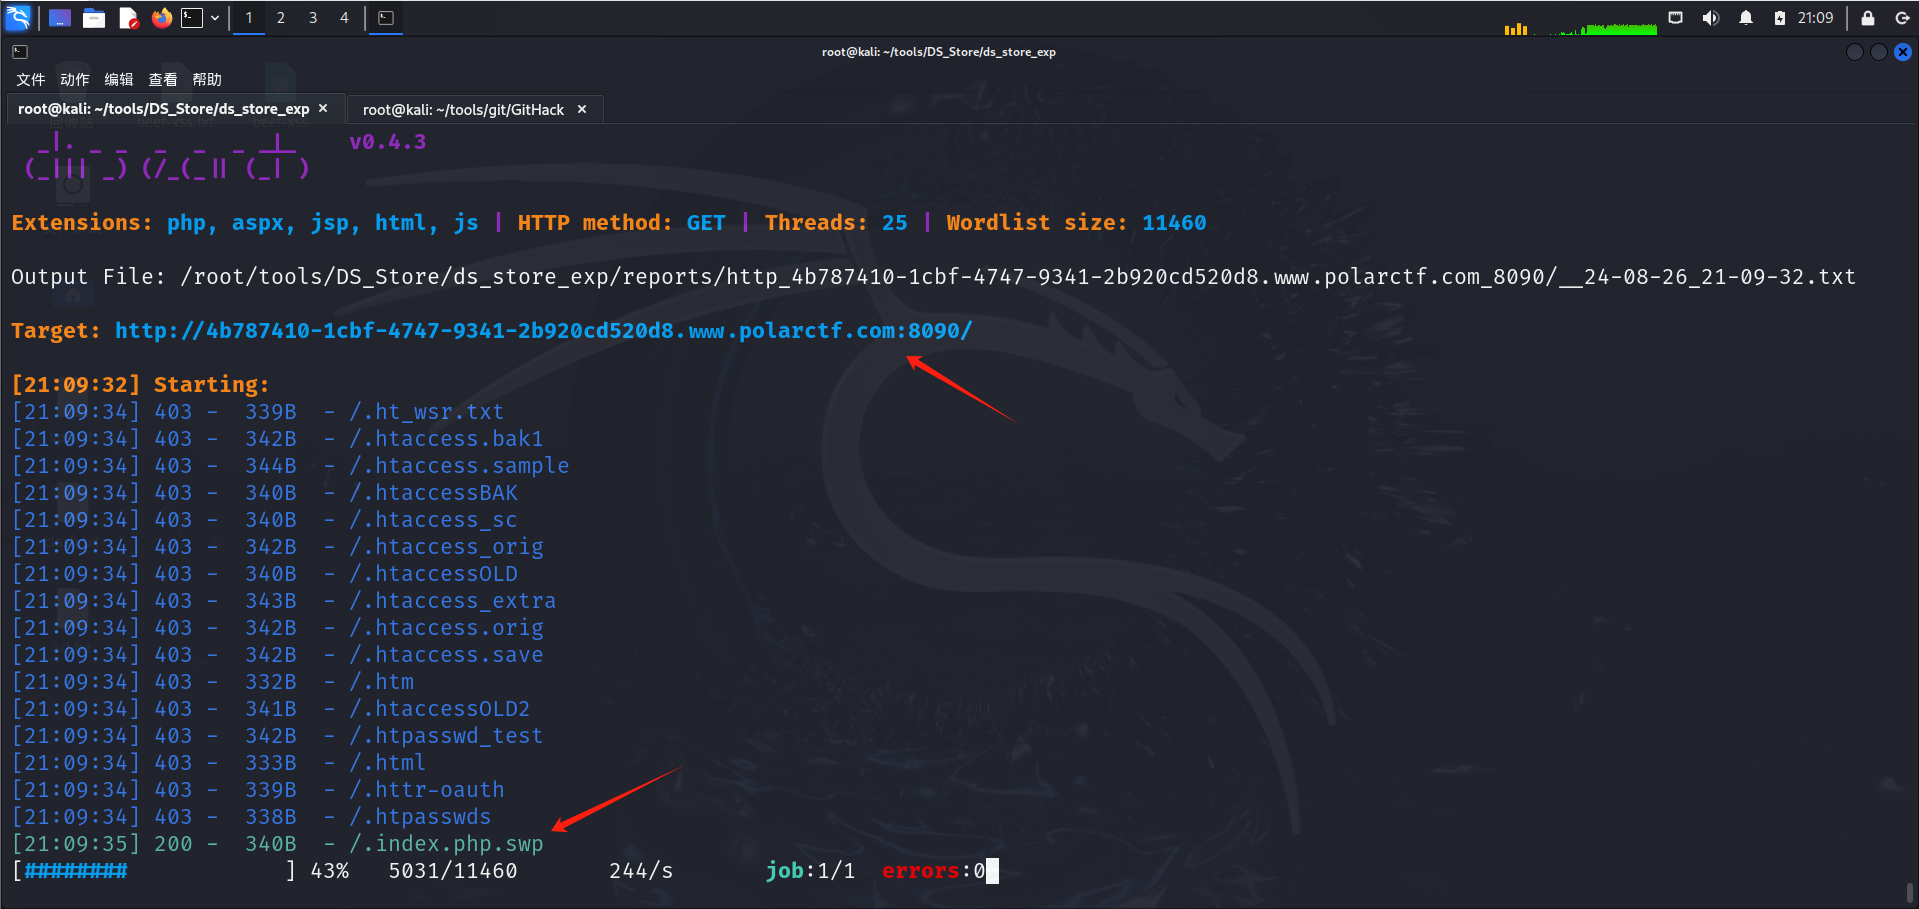 1 2 3 4
21:09
root@kali: ~/tools/DS_Store/ds_store_exp
文件 动作 编辑 查看 帮助
root@kali: ~/tools/DS_Store/ds_store_exp × root@kali: ~/tools/git/GitHack ×
_|. _ _  _  _  _ _|_    v0.4.3
(_||| _) (/_(_|| (_| )
Extensions: php, aspx, jsp, html, js | HTTP method: GET | Threads: 25 | Wordlist size: 11460
Output File: /root/tools/DS_Store/ds_store_exp/reports/http_4b787410-1cbf-4747-9341-2b920cd520d8.www.polarctf.com_8090/__24-08-26_21-09-32.txt
Target: http://4b787410-1cbf-4747-9341-2b920cd520d8.www.polarctf.com:8090/
[21:09:32] Starting:
[21:09:34] 403 -  339B  - /.ht_wsr.txt
[21:09:34] 403 -  342B  - /.htaccess.bak1
[21:09:34] 403 -  344B  - /.htaccess.sample
[21:09:34] 403 -  340B  - /.htaccessBAK
[21:09:34] 403 -  340B  - /.htaccess_sc
[21:09:34] 403 -  342B  - /.htaccess_orig
[21:09:34] 403 -  340B  - /.htaccessOLD
[21:09:34] 403 -  343B  - /.htaccess_extra
[21:09:34] 403 -  342B  - /.htaccess.orig
[21:09:34] 403 -  342B  - /.htaccess.save
[21:09:34] 403 -  332B  - /.htm
[21:09:34] 403 -  341B  - /.htaccessOLD2
[21:09:34] 403 -  342B  - /.htpasswd_test
[21:09:34] 403 -  333B  - /.html
[21:09:34] 403 -  339B  - /.httr-oauth
[21:09:34] 403 -  338B  - /.htpasswds
[21:09:35] 200 -  340B  - /.index.php.swp
[########            ] 43%   5031/11460       244/s       job:1/1  errors:0